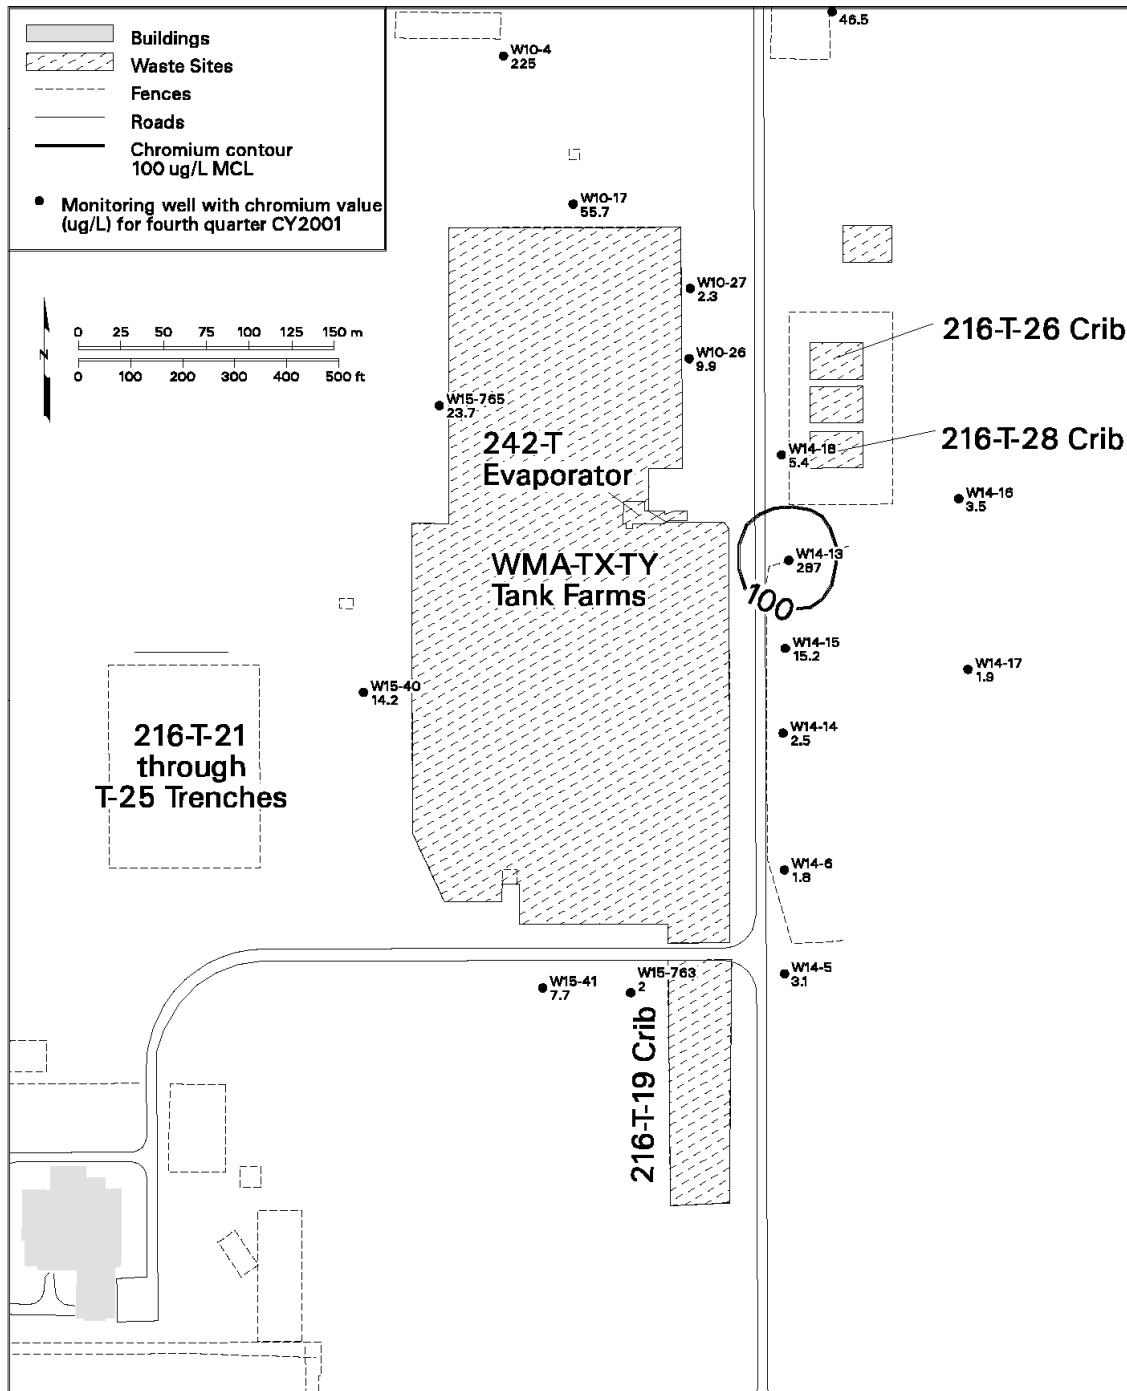 Buildings
Waste Sites
Fences
Roads
Chromium contour
100 ug/L MCL
Monitoring well with chromium value
(ug/L) for fourth quarter CY2001
46.5
W10-4
225
W10-17
55.7
W10-27
2.3
N
0 25 50 75 100 125 150 m
0 100 200 300 400 500 ft
216-T-26 Crib
W10-26
9.9
W15-765
23.7
242-T
Evaporator
216-T-28 Crib
W14-18
5.4
W14-16
3.5
WMA-TX-TY
Tank Farms
W14-13
287
100
W14-15
15.2
W14-17
1.9
W15-40
14.2
216-T-21
through
T-25 Trenches
W14-14
2.5
W14-6
1.8
W14-5
3.1
W15-41
7.7
W15-763
2
216-T-19 Crib